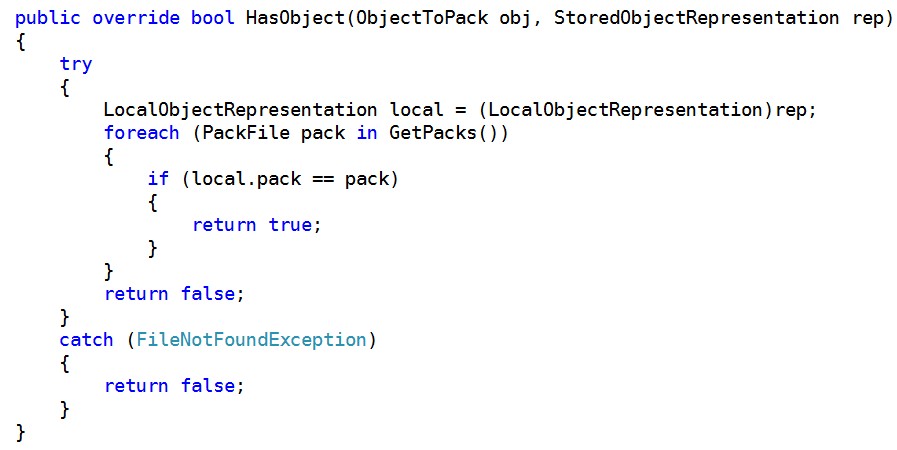 public override bool HasObject(ObjectToPack obj, StoredObjectRepresentation rep)
{
    try
    {
        LocalObjectRepresentation local = (LocalObjectRepresentation)rep;
        foreach (PackFile pack in GetPacks())
        {
            if (local.pack == pack)
            {
                return true;
            }
        }
        return false;
    }
    catch (FileNotFoundException)
    {
        return false;
    }
}